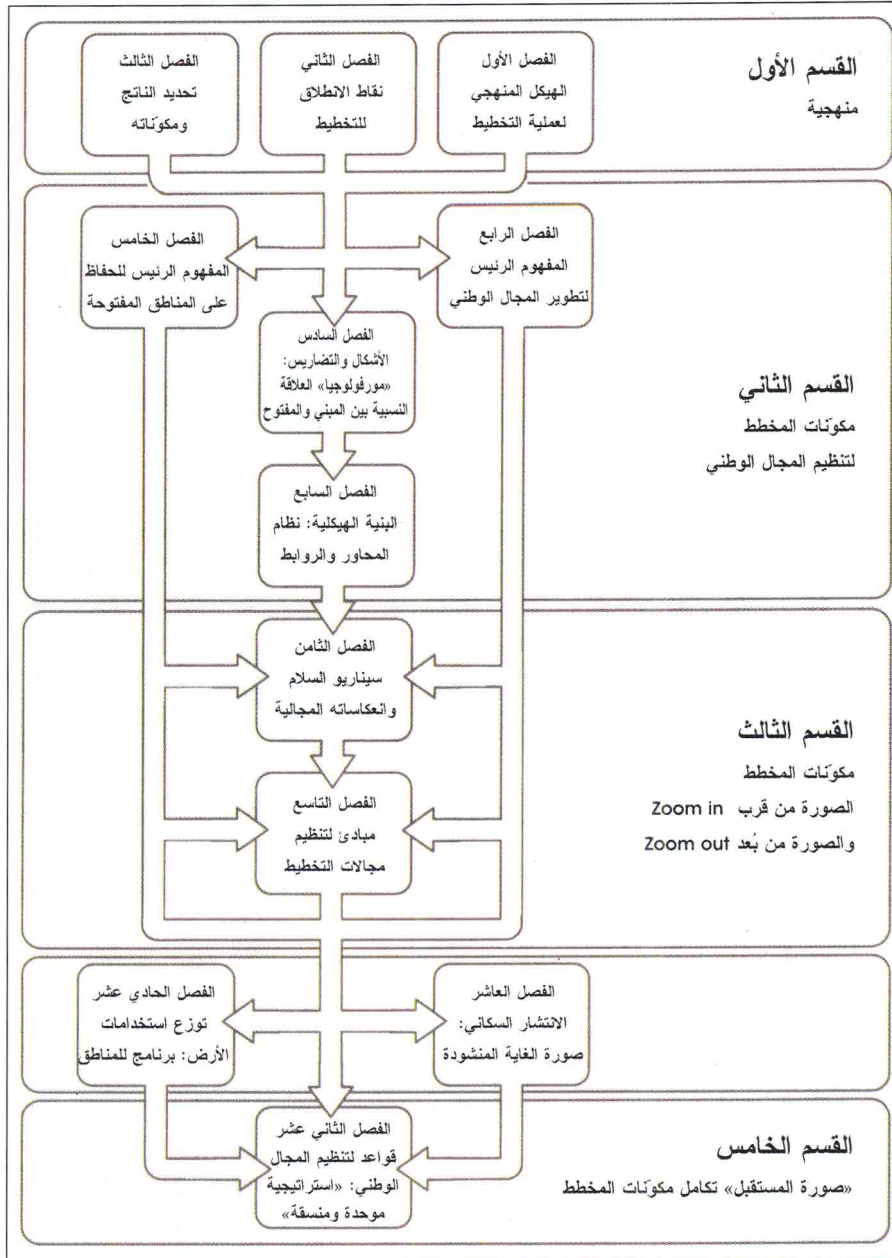 القسم الأول
منهجية
الفصل الأول
الهيكل المنهجي
لعملية التخطيط
الفصل الثاني
نقاط الانطلاق
للتخطيط
الفصل الثالث
تحديد الناتج
ومكوّناته
القسم الثاني
مكوّنات المخطط
لتنظيم المجال الوطني
الفصل الرابع
المفهوم الرئيس
لتطوير المجال الوطني
الفصل الخامس
المفهوم الرئيس للحفاظ
على المناطق المفتوحة
الفصل السادس
الأشكال والتضاريس:
«مورفولوجيا» العلاقة
النسبية بين المبني والمفتوح
الفصل السابع
البنية الهيكلية: نظام
المحاور والروابط
القسم الثالث
مكوّنات المخطط
الصورة من قرب Zoom in
والصورة من بُعد Zoom out
الفصل الثامن
سيناريو السلام
وانعكاساته المجالية
الفصل التاسع
مبادئ لتنظيم
مجالات التخطيط
الفصل العاشر
الانتشار السكاني:
صورة الغاية المنشودة
الفصل الحادي عشر
توزع استخدامات
الأرض: برنامج للمناطق
القسم الخامس
«صورة المستقبل» تكامل مكوّنات المخطط
الفصل الثاني عشر
قواعد لتنظيم المجال
الوطني: «استراتيجية
موحدة ومنسقة»